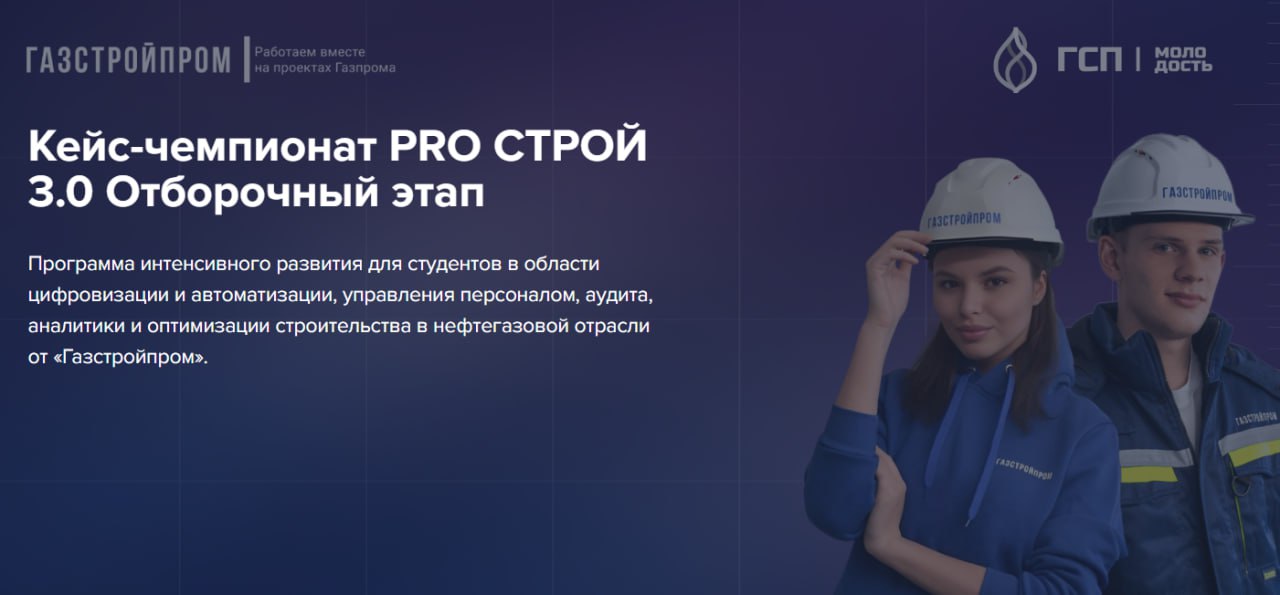 ГАЗСТРОЙПРОМ
Работаем вместе
на проектах Газпрома
ГСП
МОЛО
ДОСТЬ
Кейс-чемпионат PRO СТРОЙ
3.0 Отборочный этап
Программа интенсивного развития для студентов в области
цифровизации и автоматизации, управления персоналом, аудита,
аналитики и оптимизации строительства в нефтегазовой отрасли
от «Газстройпром».
ГАЗСТРОЙПРОМ
ГАЗСТРОЙПРОМ
ГАЗСТРОЙПРОМ
ГАЗСТРОЙПРОМ